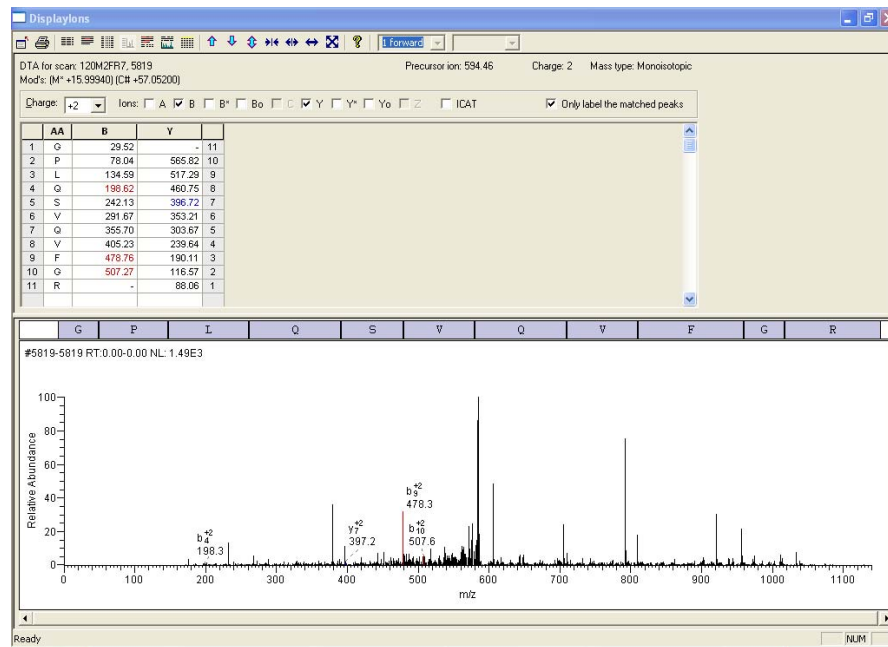 DisplayIons
1 forward
DTA for scan: 120M2FR7, 5819 Precursor ion: 594.46 Charge: 2 Mass type: Monoisotopic
Mod's: (M* +15.99940) (C# +57.05200)
Charge: +2 Ions: A B B* Bo C Y Y* Yo Z ICAT Only label the matched peaks
AA B Y
1 G 29.52 - 11
2 P 78.04 565.82 10
3 L 134.59 517.29 9
4 Q 198.62 460.75 8
5 S 242.13 396.72 7
6 V 291.67 353.21 6
7 Q 355.70 303.67 5
8 V 405.23 239.64 4
9 F 478.76 190.11 3
10 G 507.27 116.57 2
11 R - 88.06 1
G P L Q S V Q V F G R
#5819-5819 RT:0.00-0.00 NL: 1.49E3
100
80
60
40
20
0
Relative Abundance
b9+2
478.3
y7+2
397.2
b10+2
507.6
b4+2
198.3
0 100 200 300 400 500 600 700 800 900 1000 1100
m/z
Ready NUM